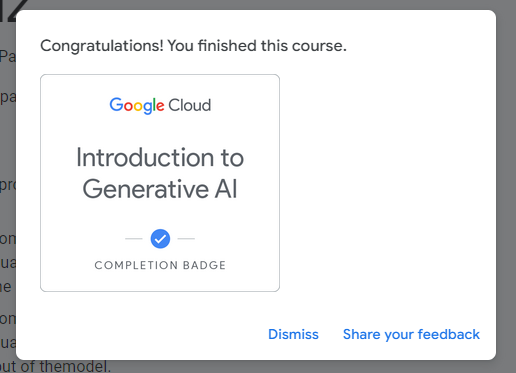 Congratulations! You finished this course.
Google Cloud
Introduction to
Generative AI
COMPLETION BADGE
Dismiss
Share your feedback
out of themodel.